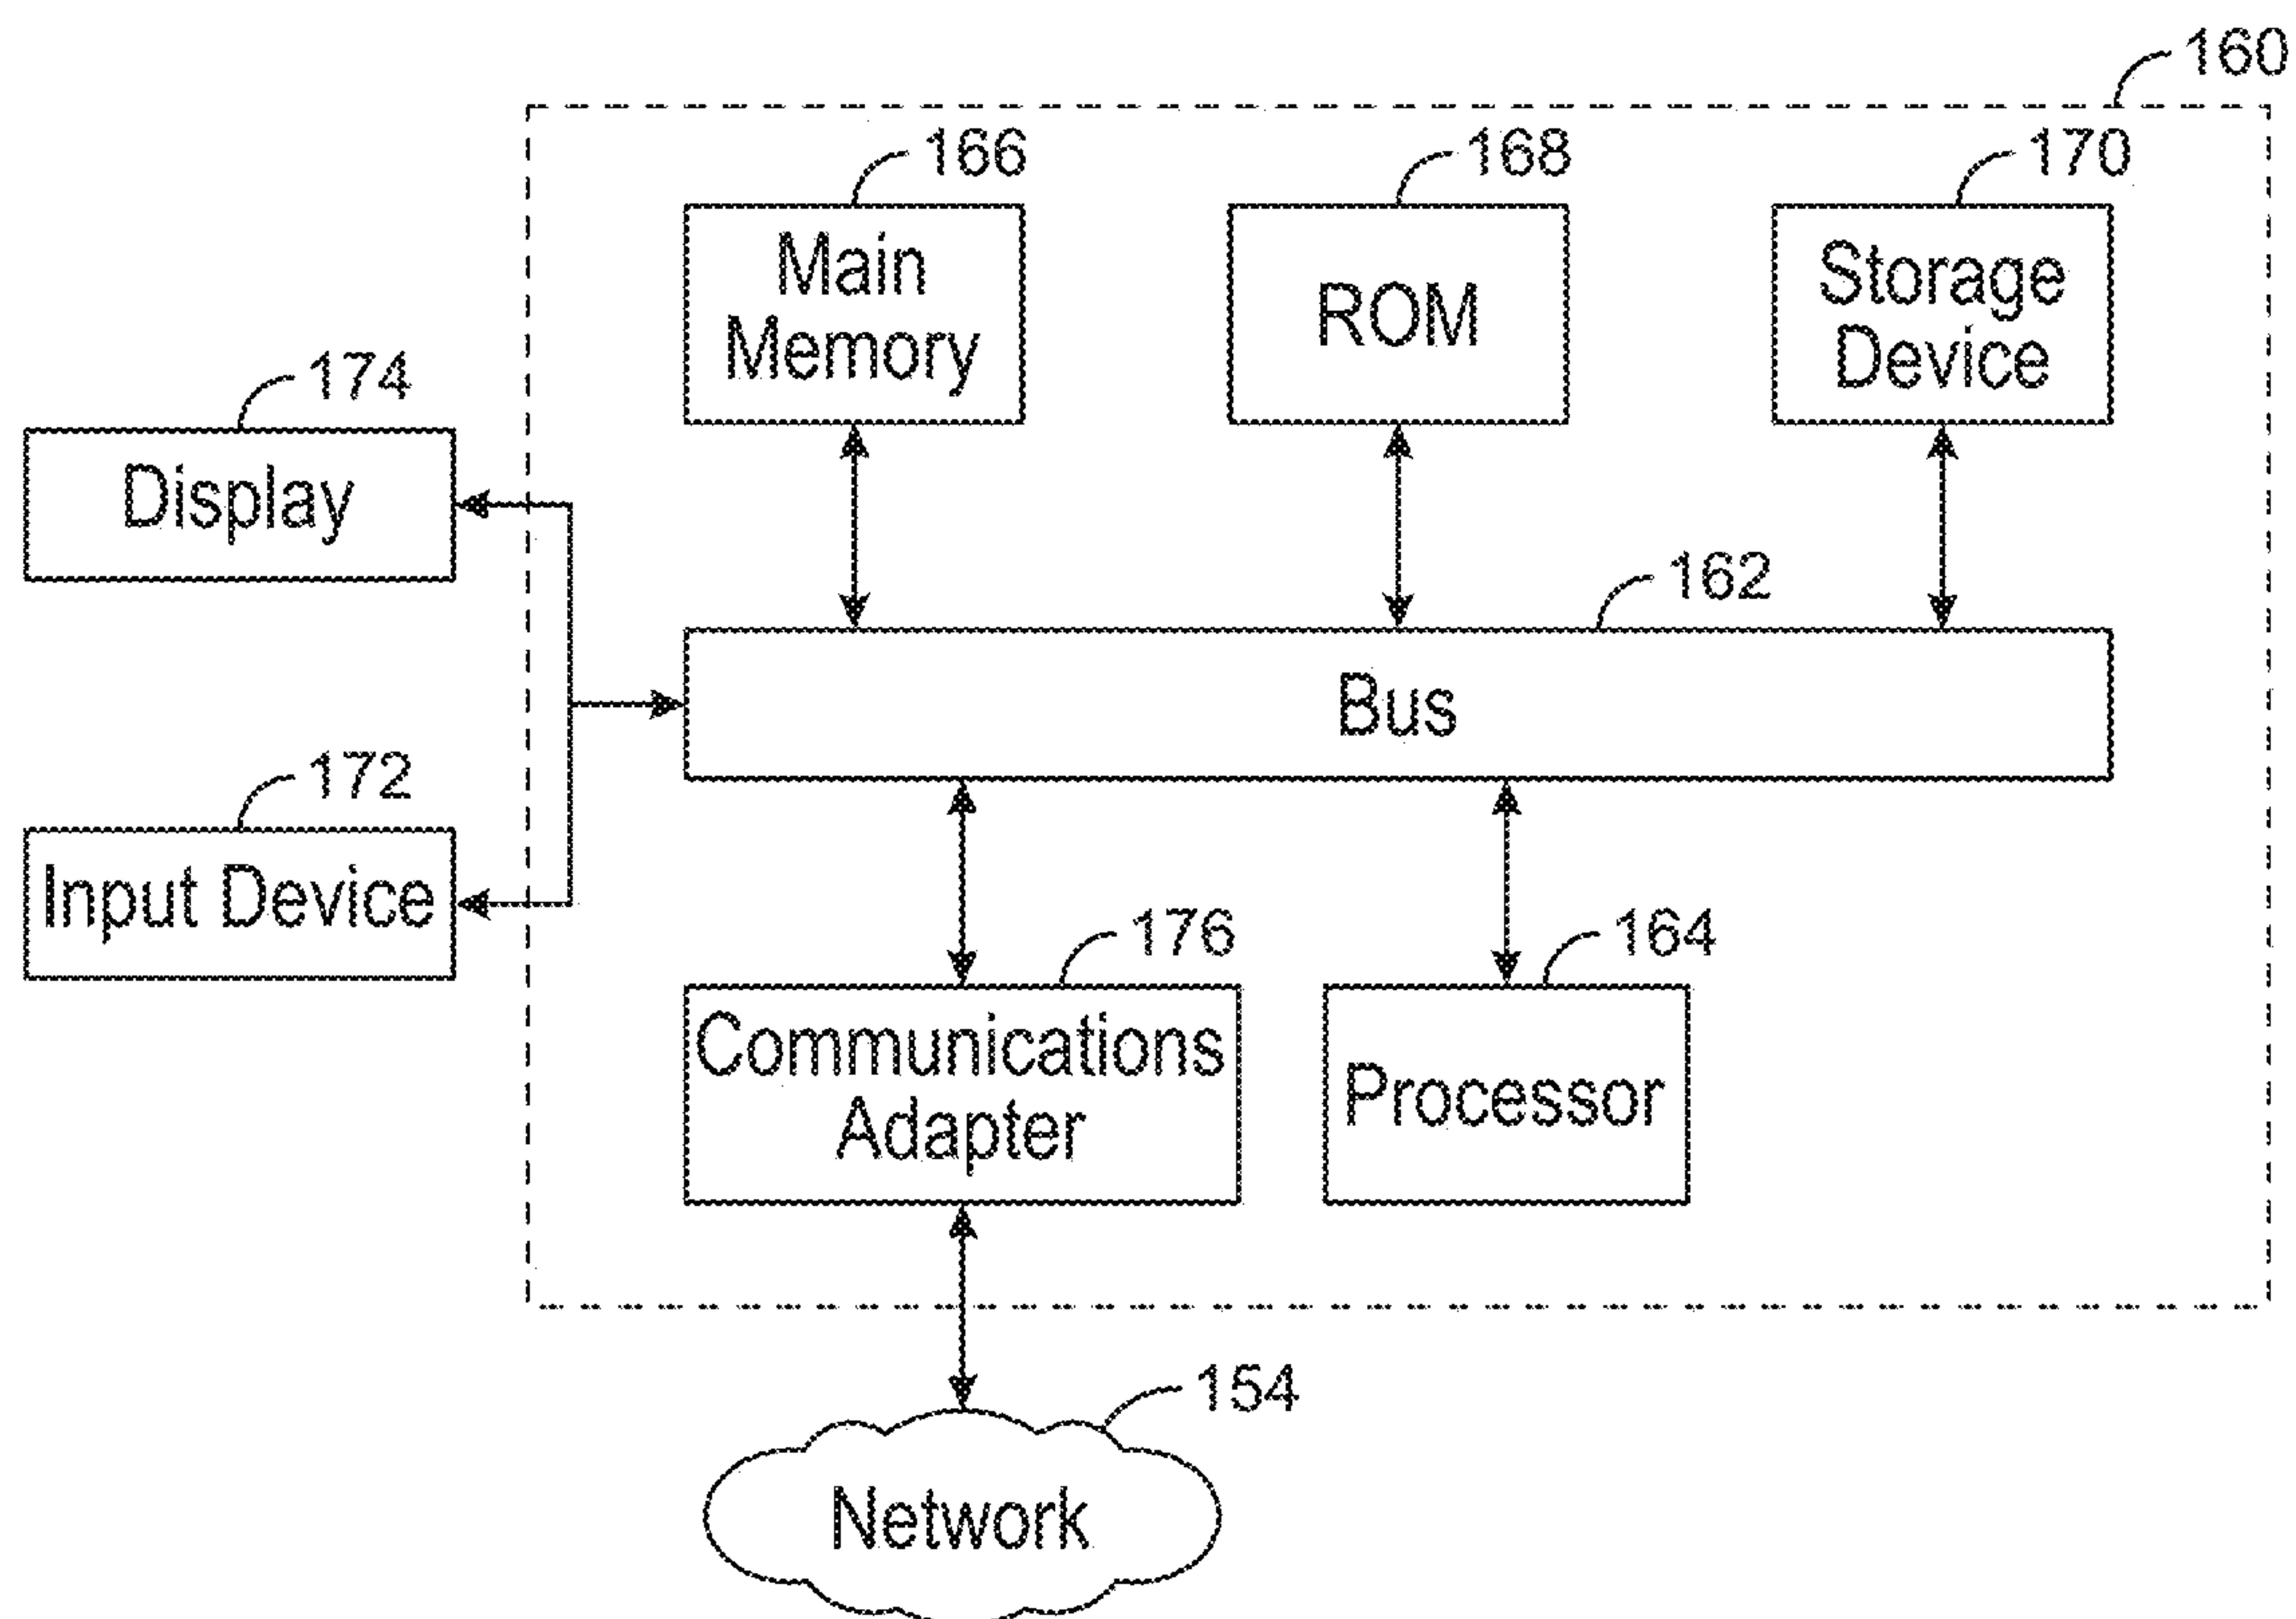 160
166
168
170
Main
Memory
ROM
Storage
Device
174
Display
162
Bus
172
Input Device
176
164
Communications
Adapter
Processor
154
Network